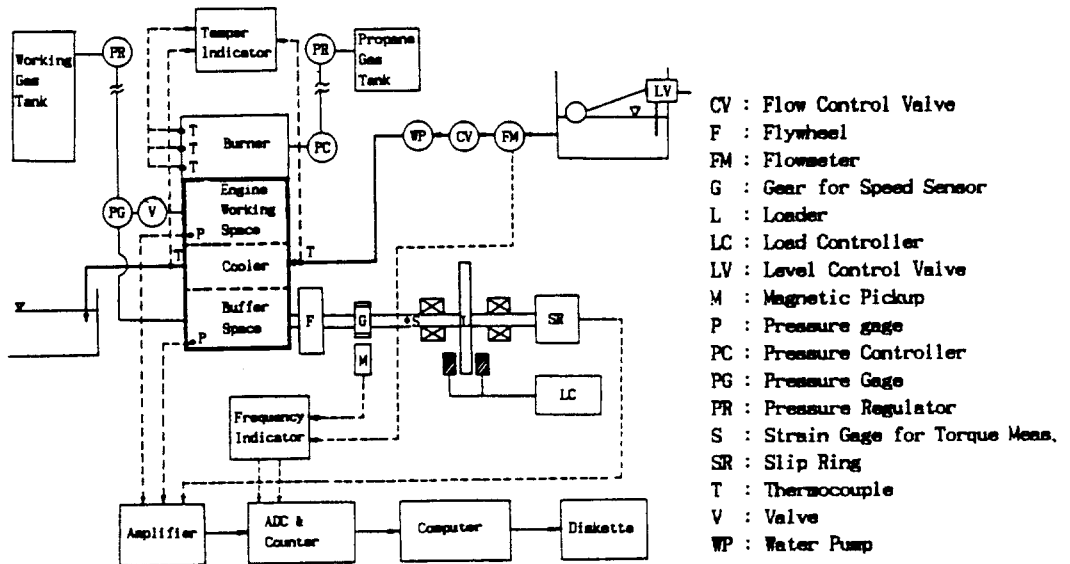 Working
Gas
Tank
PR
Temper
Indicator
PR
Propane
Gas
Tank
LV
T
T
T
Burner
PC
WP
CV
FM
PG
V
Engine
Working
Space
P
T
Cooler
T
Buffer
Space
P
F
G
S
L
SR
M
LC
Frequency
Indicator
Amplifier
ADC &
Counter
Computer
Diskette
CV : Flow Control Valve
F : Flywheel
FM : Flowmeter
G : Gear for Speed Sensor
L : Loader
LC : Load Controller
LV : Level Control Valve
M : Magnetic Pickup
P : Pressure gage
PC : Pressure Controller
PG : Pressure Gage
PR : Pressure Regulator
S : Strain Gage for Torque Meas.
SR : Slip Ring
T : Thermocouple
V : Valve
WP : Water Pump